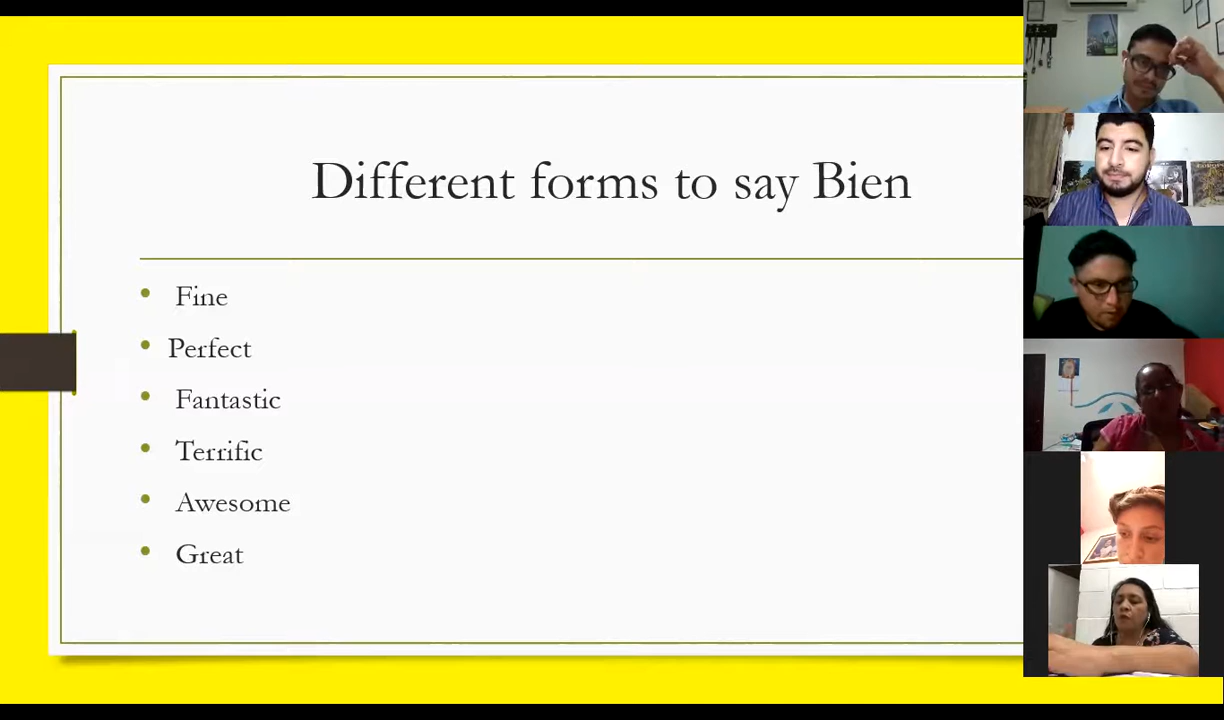 Different forms to say Bien
• Fine
• Perfect
• Fantastic
• Terrific
• Awesome
• Great